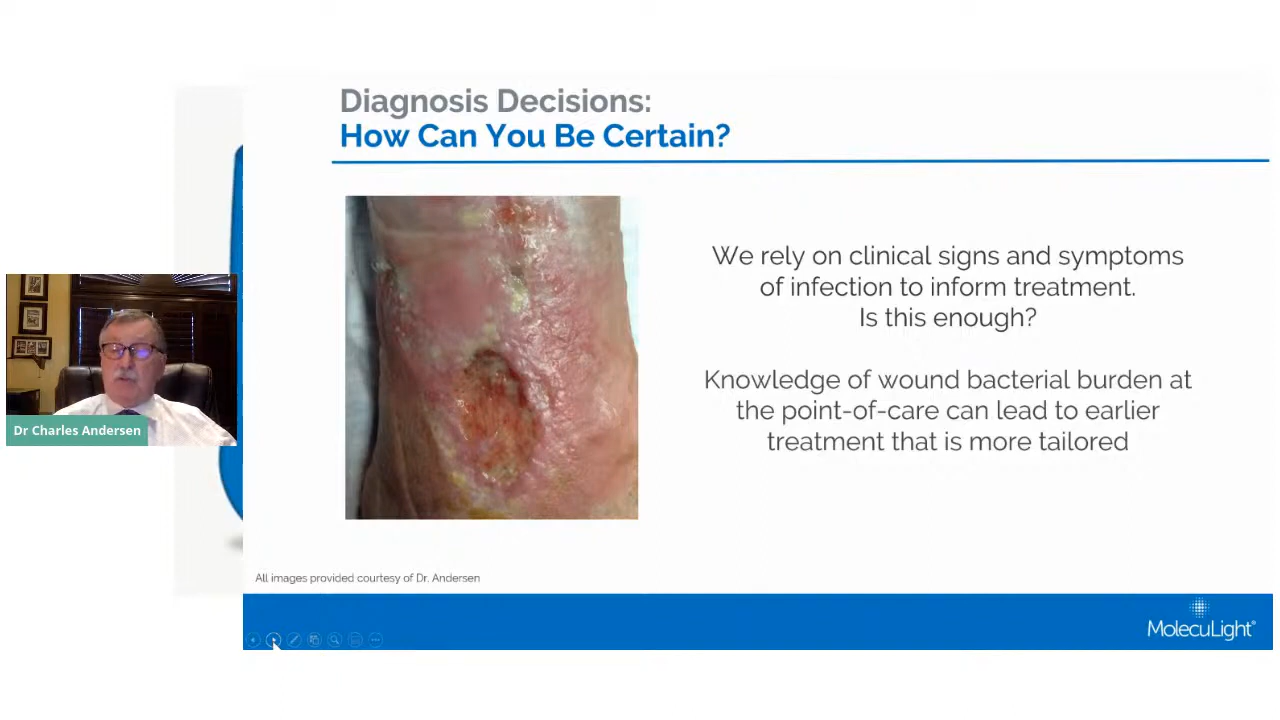 Diagnosis Decisions:
How Can You Be Certain?
We rely on clinical signs and symptoms
of infection to inform treatment.
Is this enough?
Knowledge of wound bacterial burden at
the point-of-care can lead to earlier
treatment that is more tailored
Dr Charles Andersen
All images provided courtesy of Dr. Andersen
MolecuLight®